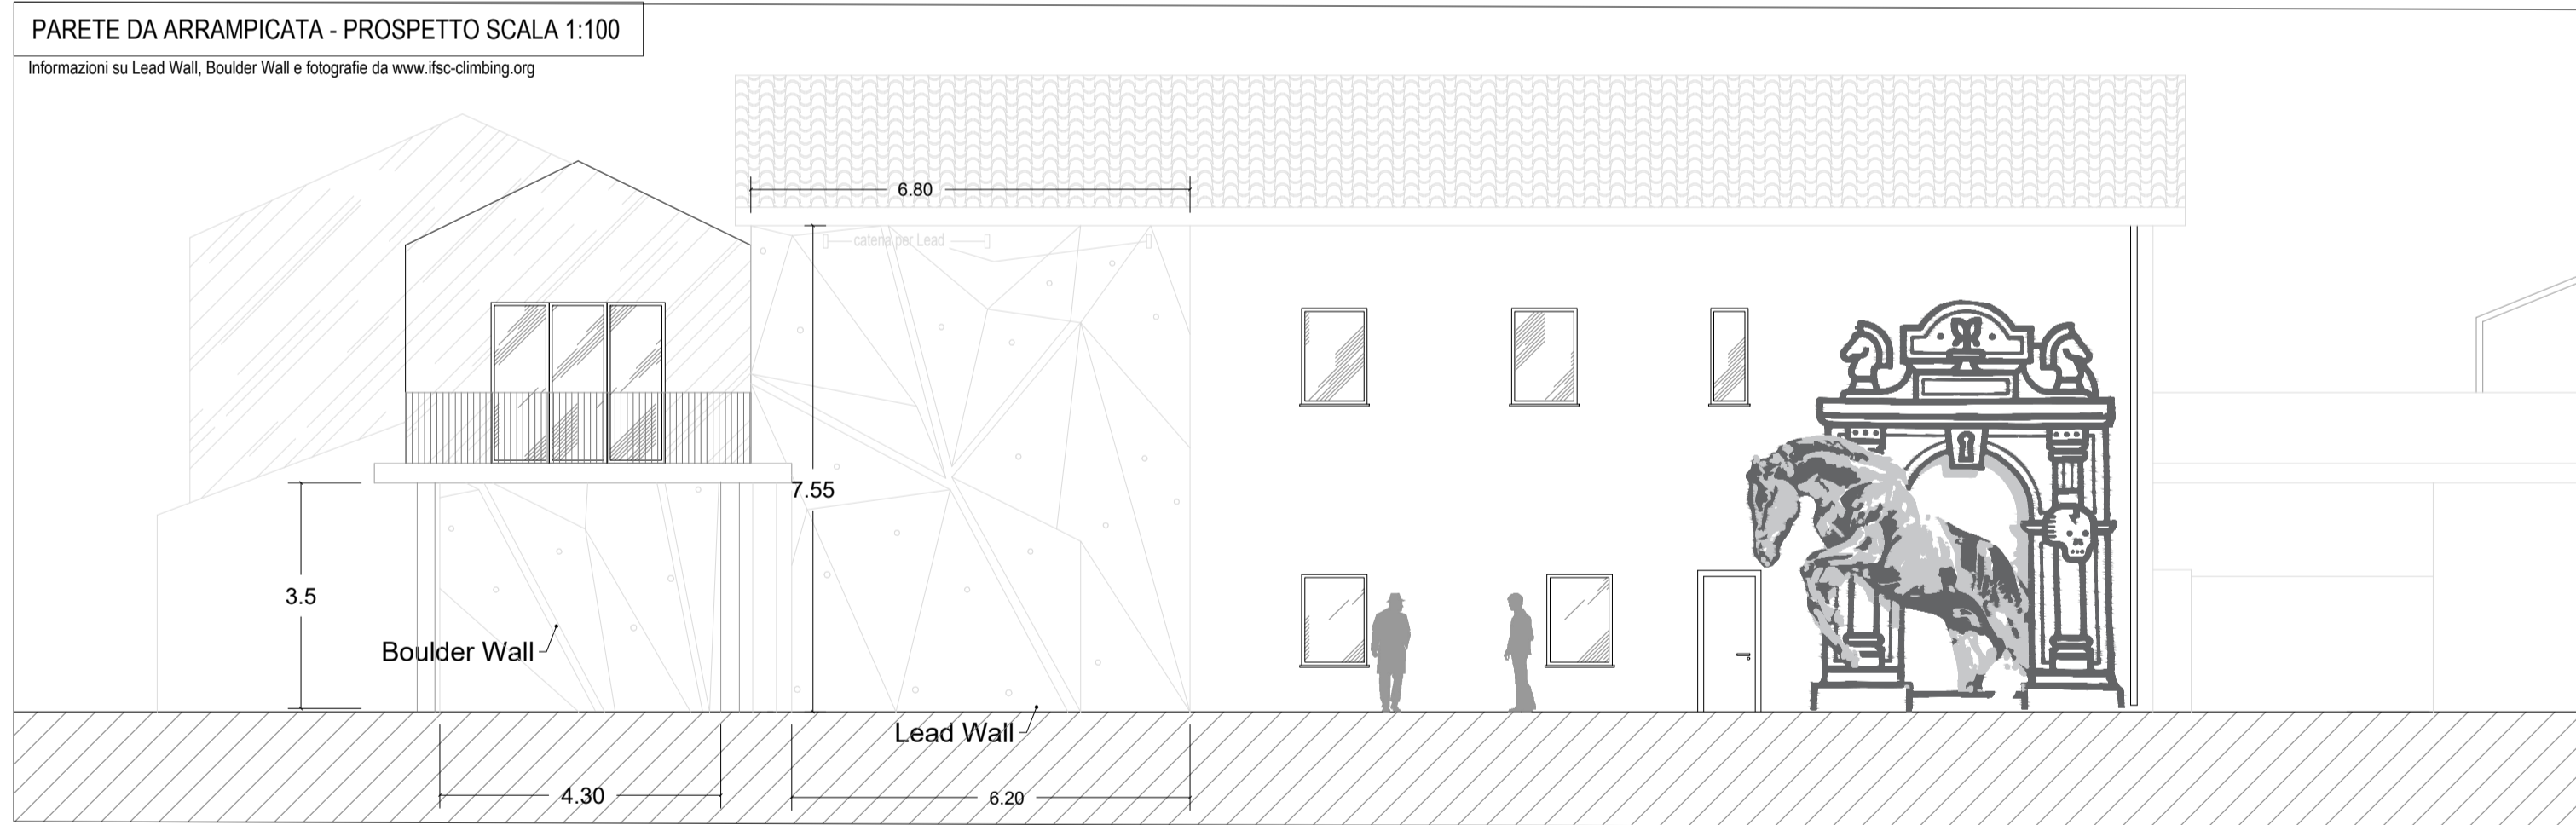 PARETE DA ARRAMPICATA - PROSPETTO SCALA 1:100
Informazioni su Lead Wall, Boulder Wall e fotografie da www.ifsc-climbing.org
6.80
catena per Lead
7.55
3.5
Boulder Wall
Lead Wall
4.30
6.20